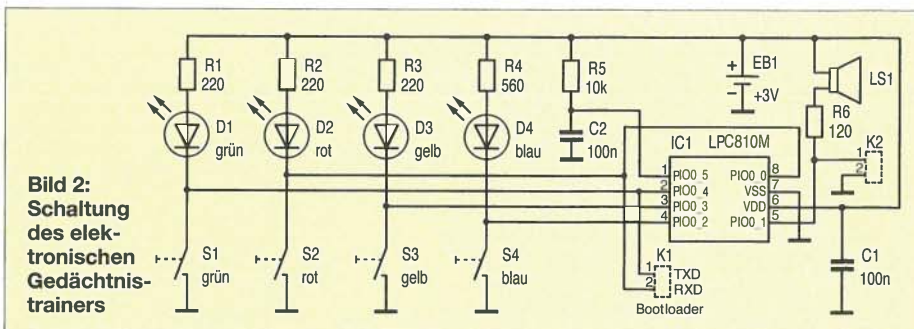 R1
220
R2
220
R3
220
R4
560
R5
10k
EB1
+
−
+3V
LS1
R6
120
D1
grün
D2
rot
D3
gelb
D4
blau
C2
100n
IC1 LPC810M
K2
1
2
1 PIO0_5 PIO0_0 8
2 PIO0_4 VSS 7
3 PIO0_3 VDD 6
4 PIO0_2 PIO0_1 5
Bild 2:
Schaltung
des elek-
tronischen
Gedächtnis-
trainers
S1
grün
S2
rot
S3
gelb
S4
blau
K1
1 TXD
2 RXD
Bootloader
C1
100n